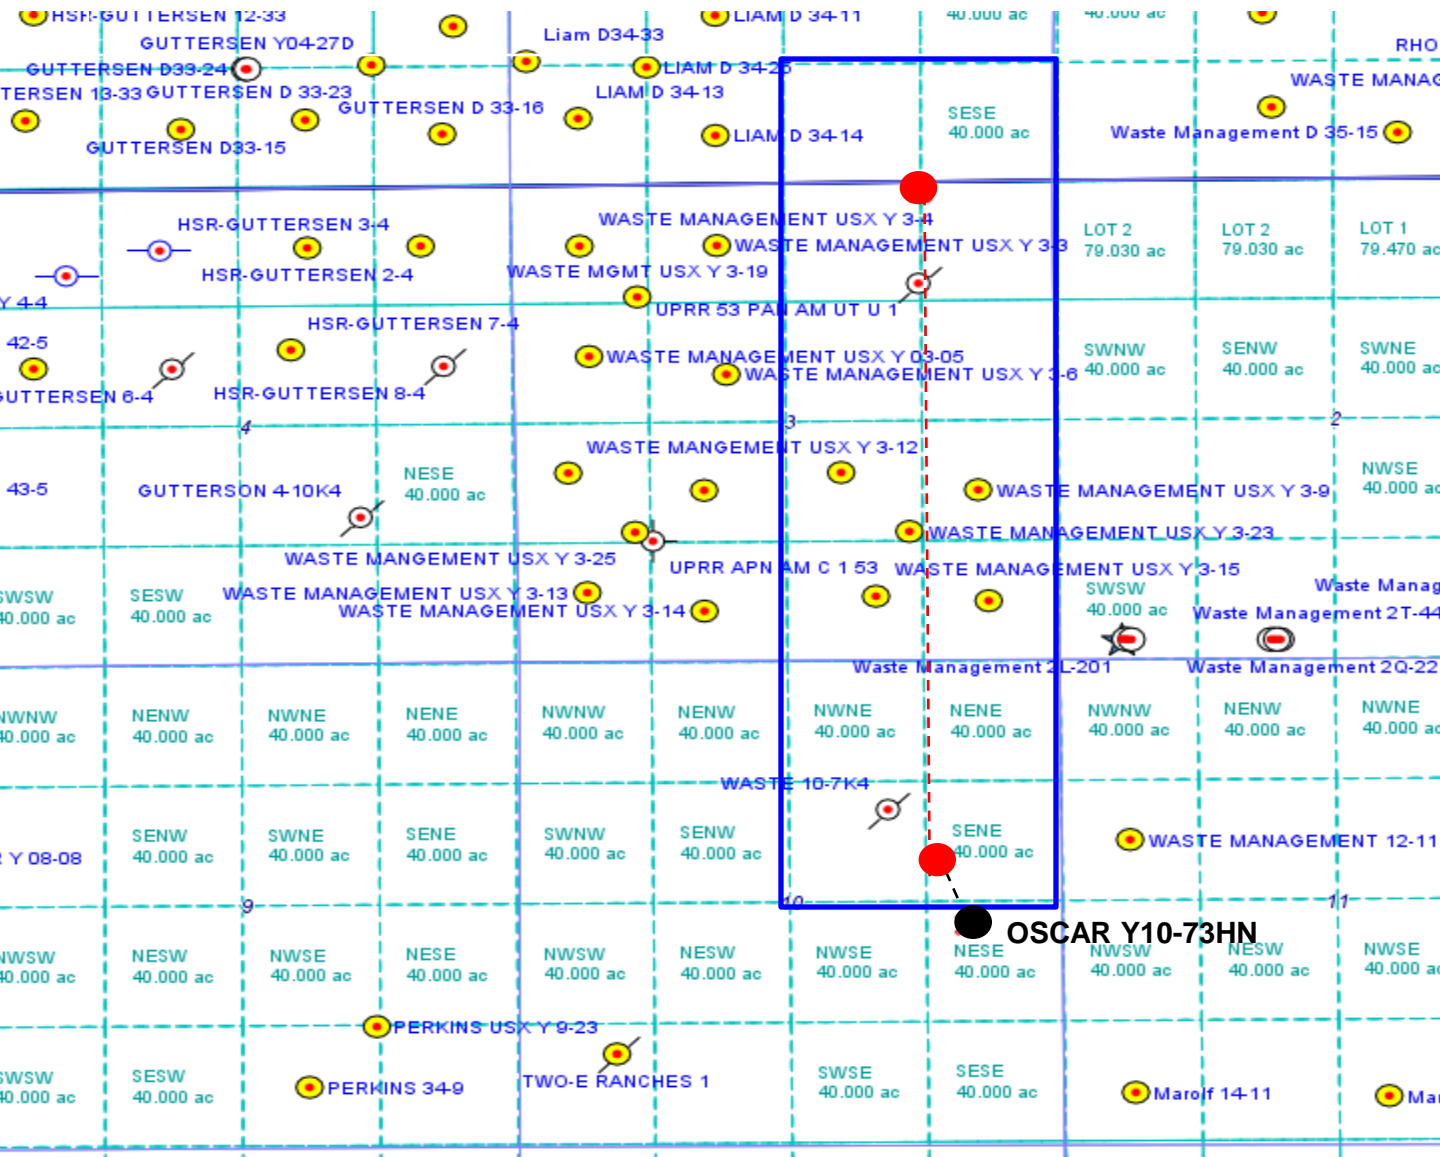 HSR-GUTTERSEN 12-33
LIAM D 34-11
40.000 ac
40.000 ac
GUTTERSEN Y04-27D
Liam D34-33
RHO
GUTTERSEN D33-24
LIAM D 34-25
WASTE MANAG
TERSEN 13-33
GUTTERSEN D 33-23
LIAM D 34-13
GUTTERSEN D 33-16
SESE
40.000 ac
LIAM D 34-14
Waste Management D 35-15
GUTTERSEN D33-15
HSR-GUTTERSEN 3-4
WASTE MANAGEMENT USX Y 3-4
WASTE MANAGEMENT USX Y 3-3
LOT 2
79.030 ac
LOT 2
79.030 ac
LOT 1
79.470 ac
HSR-GUTTERSEN 2-4
WASTE MGMT USX Y 3-19
Y 4-4
UPRR 53 PAN AM UT U 1
HSR-GUTTERSEN 7-4
42-5
WASTE MANAGEMENT USX Y 03-05
WASTE MANAGEMENT USX Y 3-6
SWNW
40.000 ac
SENW
40.000 ac
SWNE
40.000 ac
GUTTERSEN 6-4
HSR-GUTTERSEN 8-4
4
3
2
WASTE MANGEMENT USX Y 3-12
NESE
40.000 ac
NWSE
40.000 ac
43-5
GUTTERSON 4-10K4
WASTE MANAGEMENT USX Y 3-9
WASTE MANAGEMENT USX Y 3-23
WASTE MANGEMENT USX Y 3-25
UPRR APN AM C 1 53
WASTE MANAGEMENT USX Y 3-15
SWSW
40.000 ac
SESW
40.000 ac
WASTE MANAGEMENT USX Y 3-13
WASTE MANAGEMENT USX Y 3-14
SWSW
40.000 ac
Waste Manag
Waste Management 2T-44
Waste Management 2L-201
Waste Management 2Q-22
NWNW
40.000 ac
NENW
40.000 ac
NWNE
40.000 ac
NENE
40.000 ac
NWNW
40.000 ac
NENW
40.000 ac
NWNE
40.000 ac
NENE
40.000 ac
NWNW
40.000 ac
NENW
40.000 ac
NWNE
40.000 ac
WASTE 10-7K4
R Y 08-08
SENW
40.000 ac
SWNE
40.000 ac
SENE
40.000 ac
SWNW
40.000 ac
SENW
40.000 ac
SENE
40.000 ac
WASTE MANAGEMENT 12-11
9
10
11
OSCAR Y10-73HN
NWSW
40.000 ac
NESW
40.000 ac
NWSE
40.000 ac
NESE
40.000 ac
NWSW
40.000 ac
NESW
40.000 ac
NWSE
40.000 ac
NESE
40.000 ac
NWSW
40.000 ac
NESW
40.000 ac
NWSE
40.000 ac
PERKINS USX Y 9-23
SWSW
40.000 ac
SESW
40.000 ac
PERKINS 34-9
TWO-E RANCHES 1
SWSE
40.000 ac
SESE
40.000 ac
Marolf 14-11
Mar